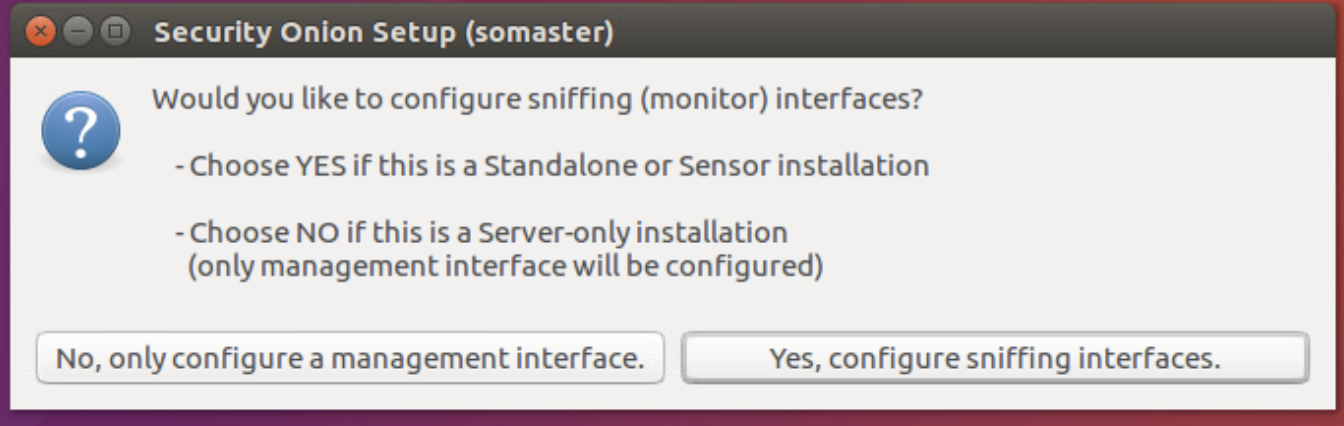 Security Onion Setup (somaster)
Would you like to configure sniffing (monitor) interfaces?
- Choose YES if this is a Standalone or Sensor installation
- Choose NO if this is a Server-only installation
(only management interface will be configured)
No, only configure a management interface.
Yes, configure sniffing interfaces.